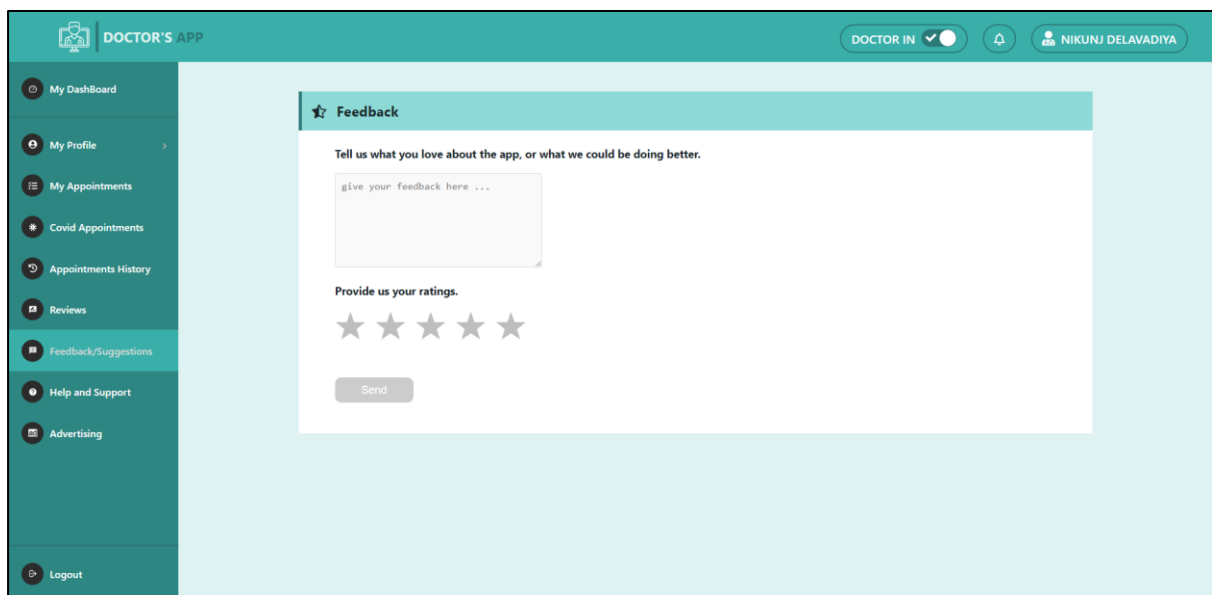 DOCTOR'S APP
DOCTOR IN
NIKUNJ DELAVADIYA
My DashBoard
My Profile
My Appointments
Covid Appointments
Appointments History
Reviews
Feedback/Suggestions
Help and Support
Advertising
Logout
Feedback
Tell us what you love about the app, or what we could be doing better.
give your feedback here ...
Provide us your ratings.
Send